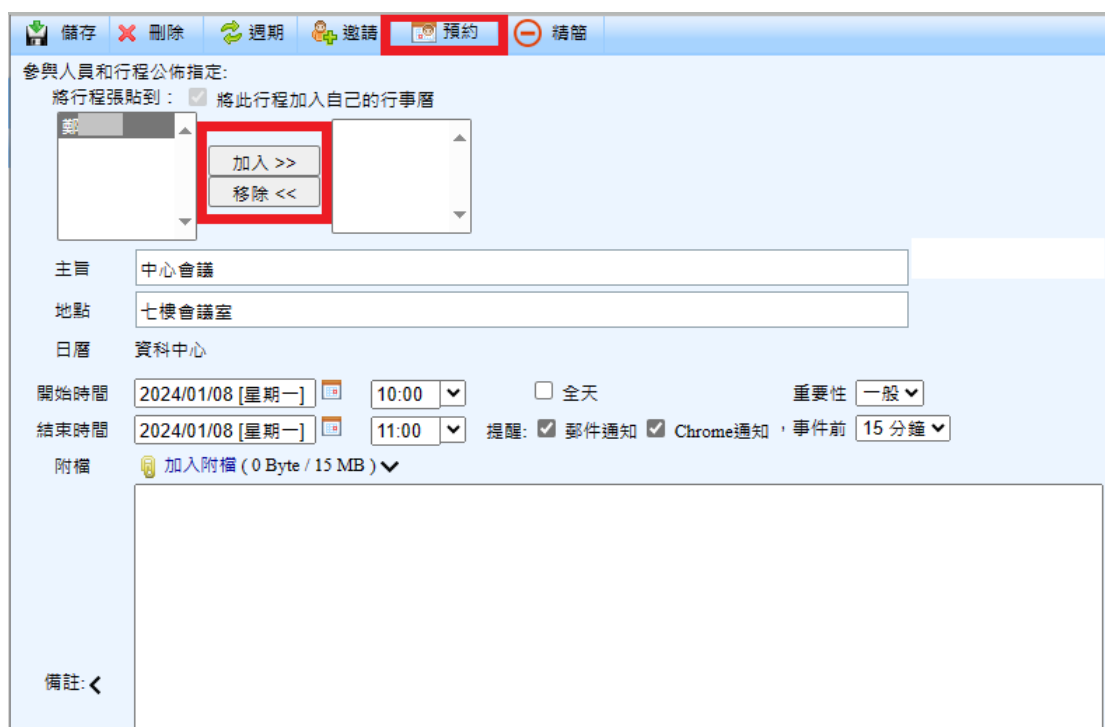 儲存 刪除 週期 邀請 預約 精簡
參與人員和行程公佈指定:
將行程張貼到： 將此行程加入自己的行事曆
鄭
加入 >>
移除 <<
主旨 中心會議
地點 七樓會議室
日曆 資科中心
開始時間 2024/01/08 [星期一] 10:00 全天 重要性 一般
結束時間 2024/01/08 [星期一] 11:00 提醒: 郵件通知 Chrome通知 ，事件前 15 分鐘
附檔 加入附檔 ( 0 Byte / 15 MB )
備註: